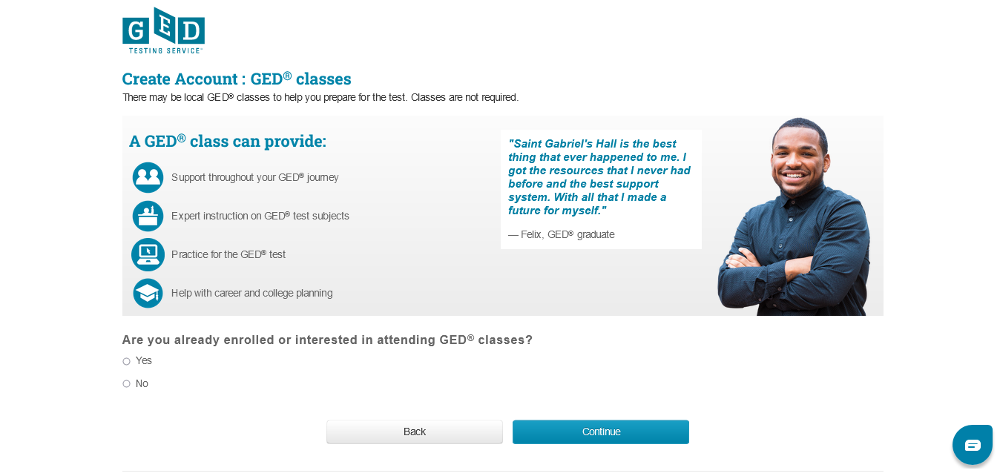 GED
TESTING SERVICE™
Create Account : GED® classes
There may be local GED® classes to help you prepare for the test. Classes are not required.
A GED® class can provide:
Support throughout your GED® journey
Expert instruction on GED® test subjects
Practice for the GED® test
Help with career and college planning
"Saint Gabriel's Hall is the best
thing that ever happened to me. I
got the resources that I never had
before and the best support
system. With all that I made a
future for myself."
— Felix, GED® graduate
Are you already enrolled or interested in attending GED® classes?
Yes
No
Back
Continue